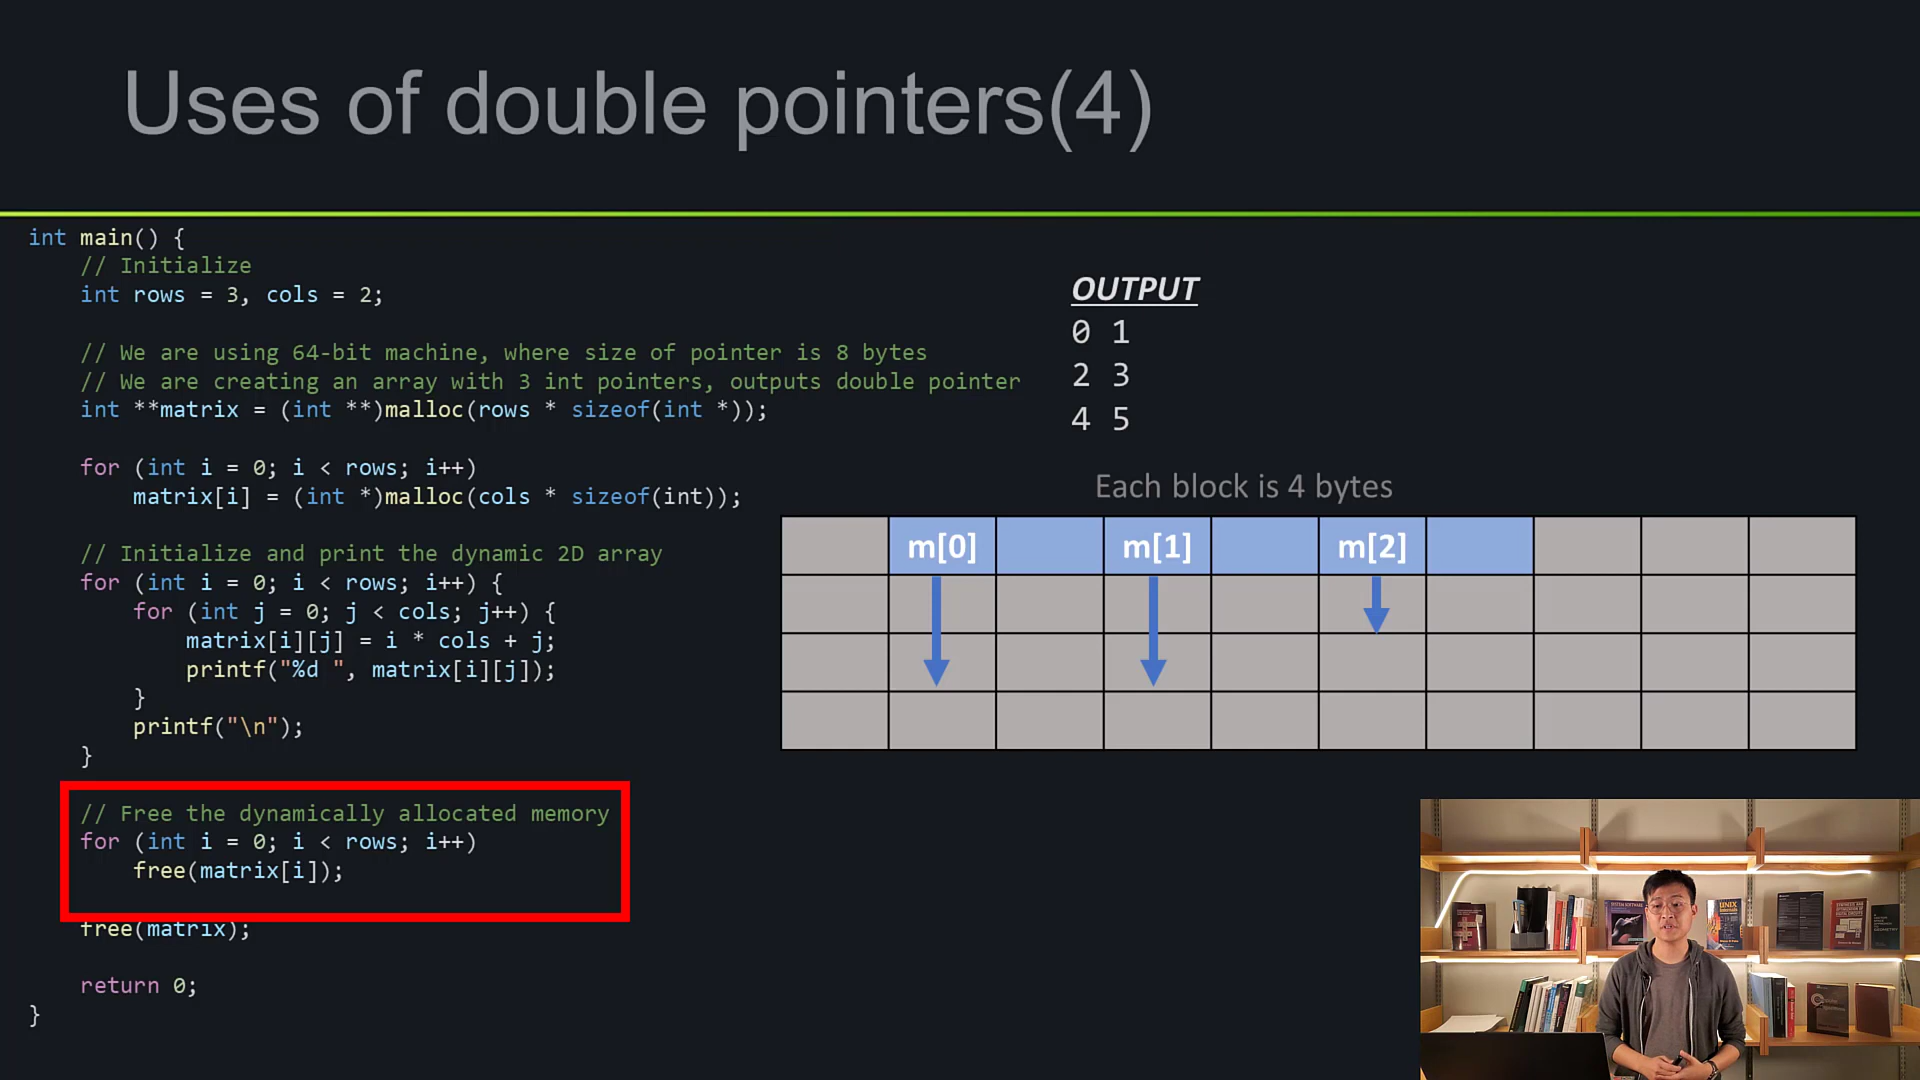 Uses of double pointers(4)
int main() {
// Initialize
int rows = 3, cols = 2;
// We are using 64-bit machine, where size of pointer is 8 bytes
// We are creating an array with 3 int pointers, outputs double pointer
int **matrix = (int **)malloc(rows * sizeof(int *));
for (int i = 0; i < rows; i++)
matrix[i] = (int *)malloc(cols * sizeof(int));
// Initialize and print the dynamic 2D array
for (int i = 0; i < rows; i++) {
for (int j = 0; j < cols; j++) {
matrix[i][j] = i * cols + j;
printf("%d ", matrix[i][j]);
}
printf("\n");
}
// Free the dynamically allocated memory
for (int i = 0; i < rows; i++)
free(matrix[i]);
free(matrix);
return 0;
}
OUTPUT
0 1
2 3
4 5
Each block is 4 bytes
m[0] m[1] m[2]
SYSTEM SOFTWARE
UNIX